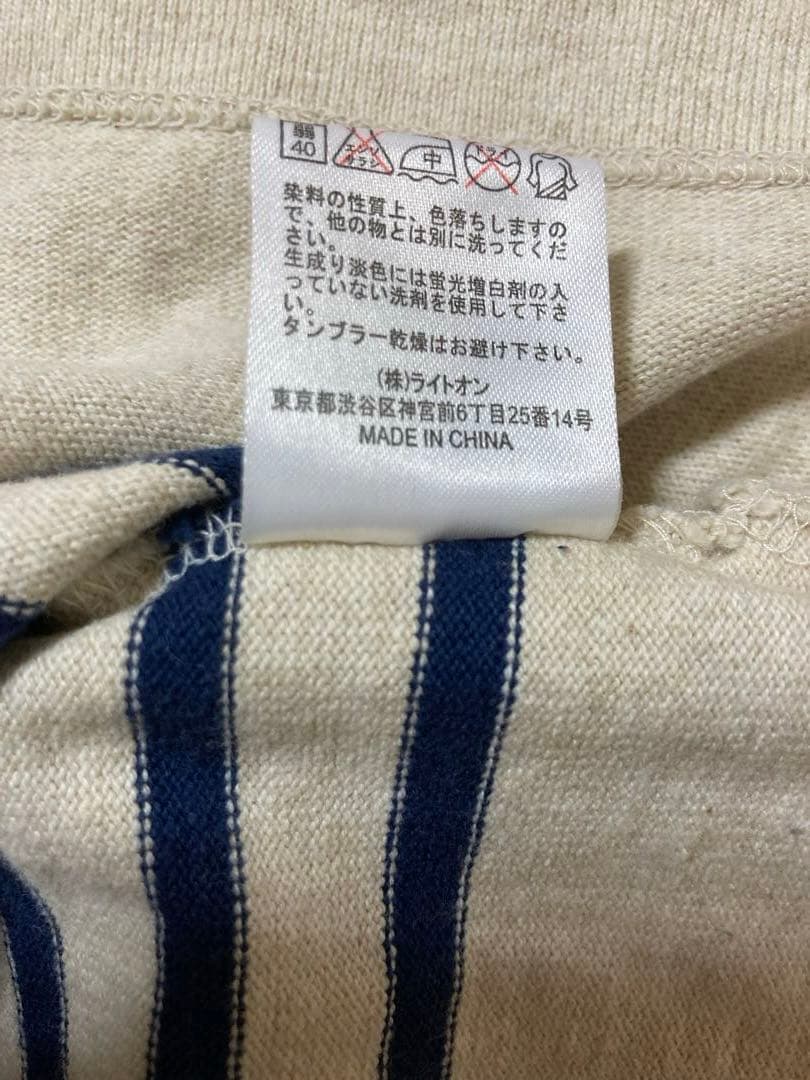 弱 エンソ 中 ドライ
40 サラシ
染料の性質上、色落ちしますの
で、他の物とは別に洗ってくだ
さい。
生成り淡色には蛍光増白剤の入
っていない洗剤を使用して下さ
い。
タンブラー乾燥はお避け下さい。
(株)ライトオン
東京都渋谷区神宮前6丁目25番14号
MADE IN CHINA